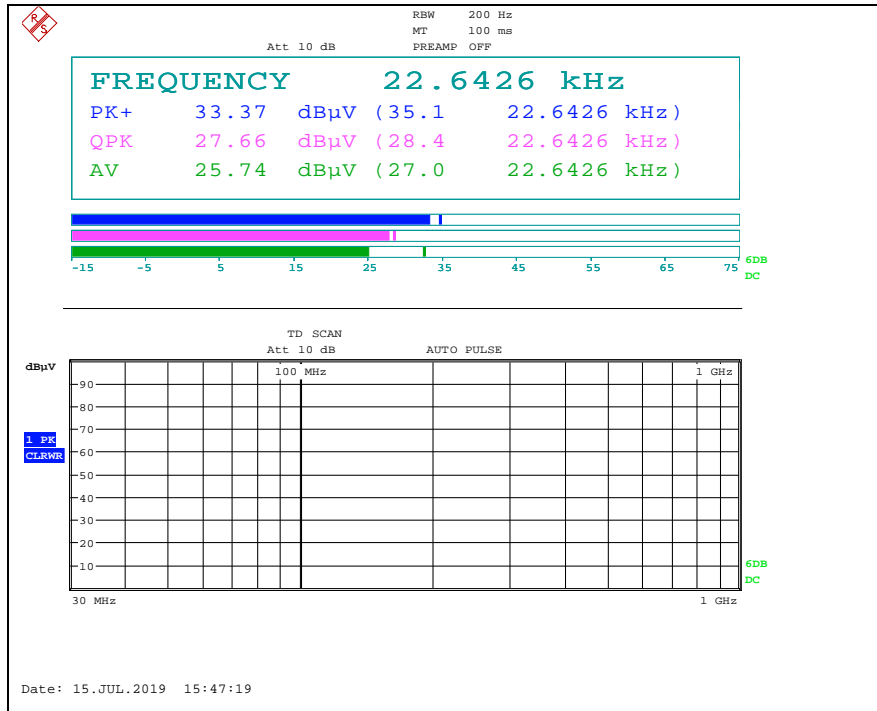 R S
RBW 200 Hz
MT 100 ms
Att 10 dB PREAMP OFF
FREQUENCY 22.6426 kHz
PK+ 33.37 dBµV (35.1 22.6426 kHz)
QPK 27.66 dBµV (28.4 22.6426 kHz)
AV 25.74 dBµV (27.0 22.6426 kHz)
-15 -5 5 15 25 35 45 55 65 75
6DB
DC
TD SCAN
Att 10 dB AUTO PULSE
dBµV
100 MHz 1 GHz
90
80
70
1 PK
CLRWR
60
50
40
30
20
10
6DB
DC
30 MHz 1 GHz
Date: 15.JUL.2019 15:47:19